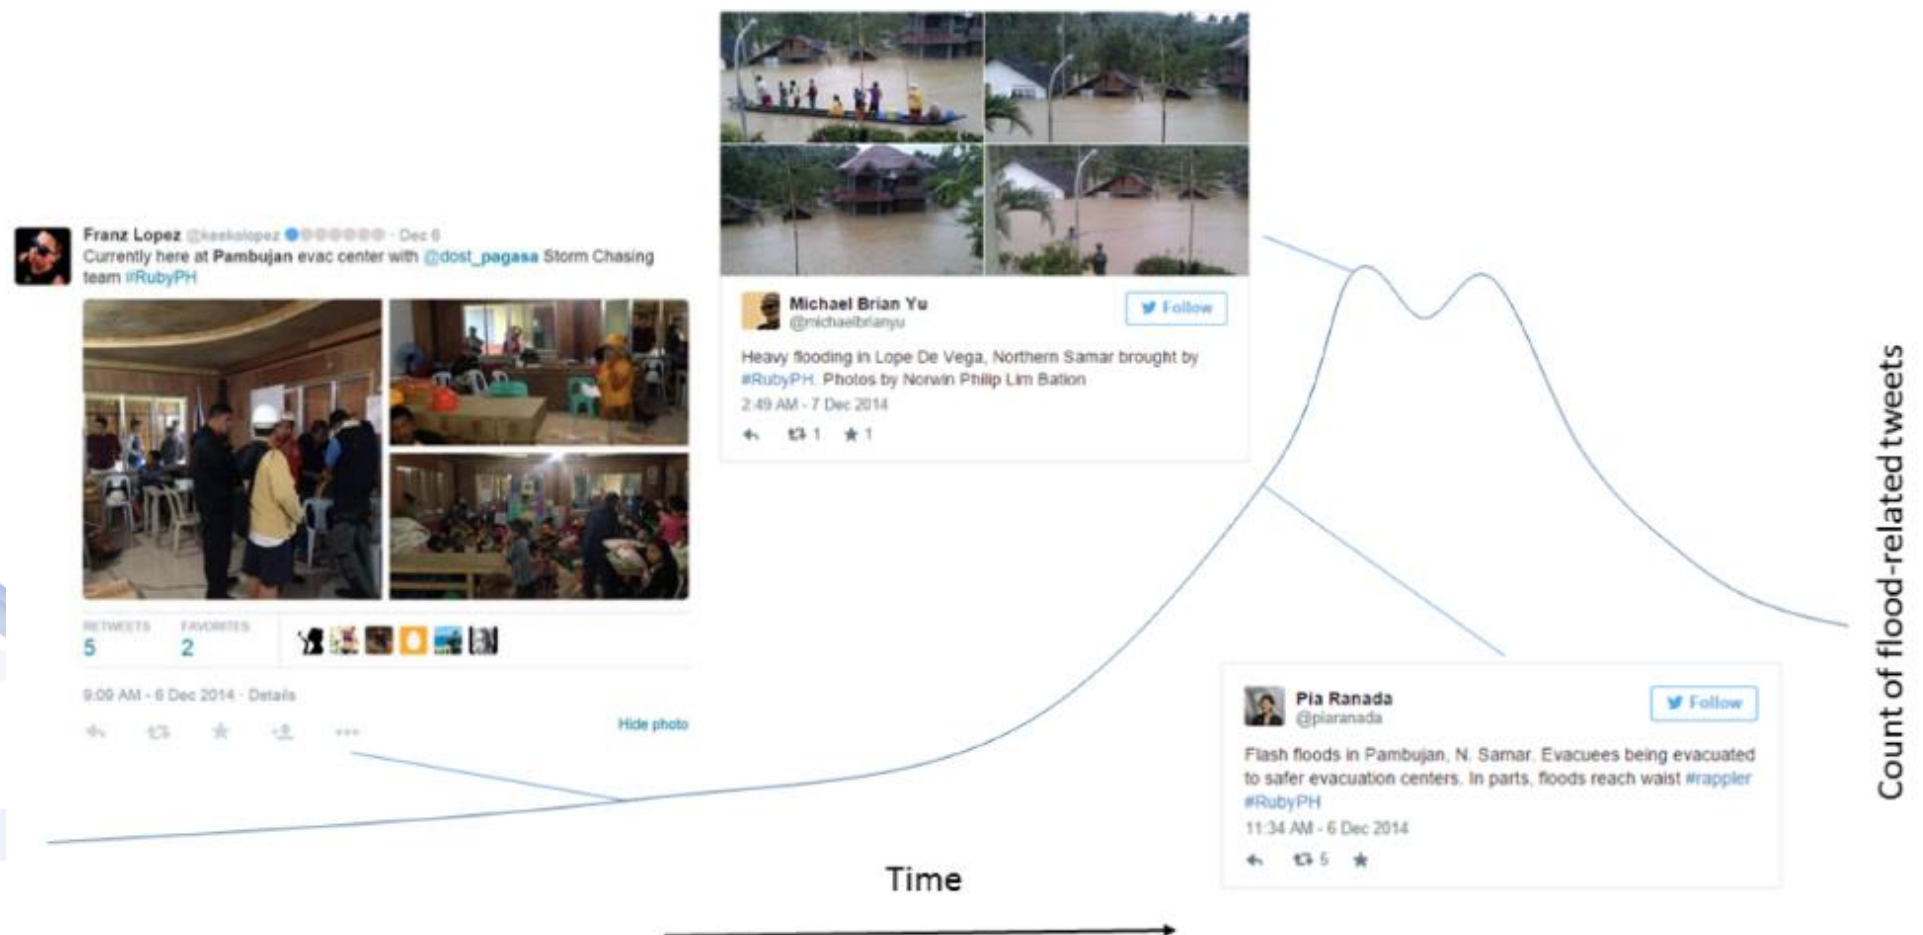 Franz Lopez @keekolopez · Dec 6
Currently here at Pambujan evac center with @dost_pagasa Storm Chasing
team #RubyPH
RETWEETS FAVORITES
5 2
9:09 AM - 6 Dec 2014 · Details
Hide photo
Michael Brian Yu
@michaelbrianyu
Follow
Heavy flooding in Lope De Vega, Northern Samar brought by
#RubyPH. Photos by Norwin Philip Lim Bation
2:49 AM - 7 Dec 2014
1 1
Pia Ranada
@piaranada
Follow
Flash floods in Pambujan, N. Samar. Evacuees being evacuated
to safer evacuation centers. In parts, floods reach waist #rappler
#RubyPH
11:34 AM - 6 Dec 2014
5
Time
Count of flood-related tweets